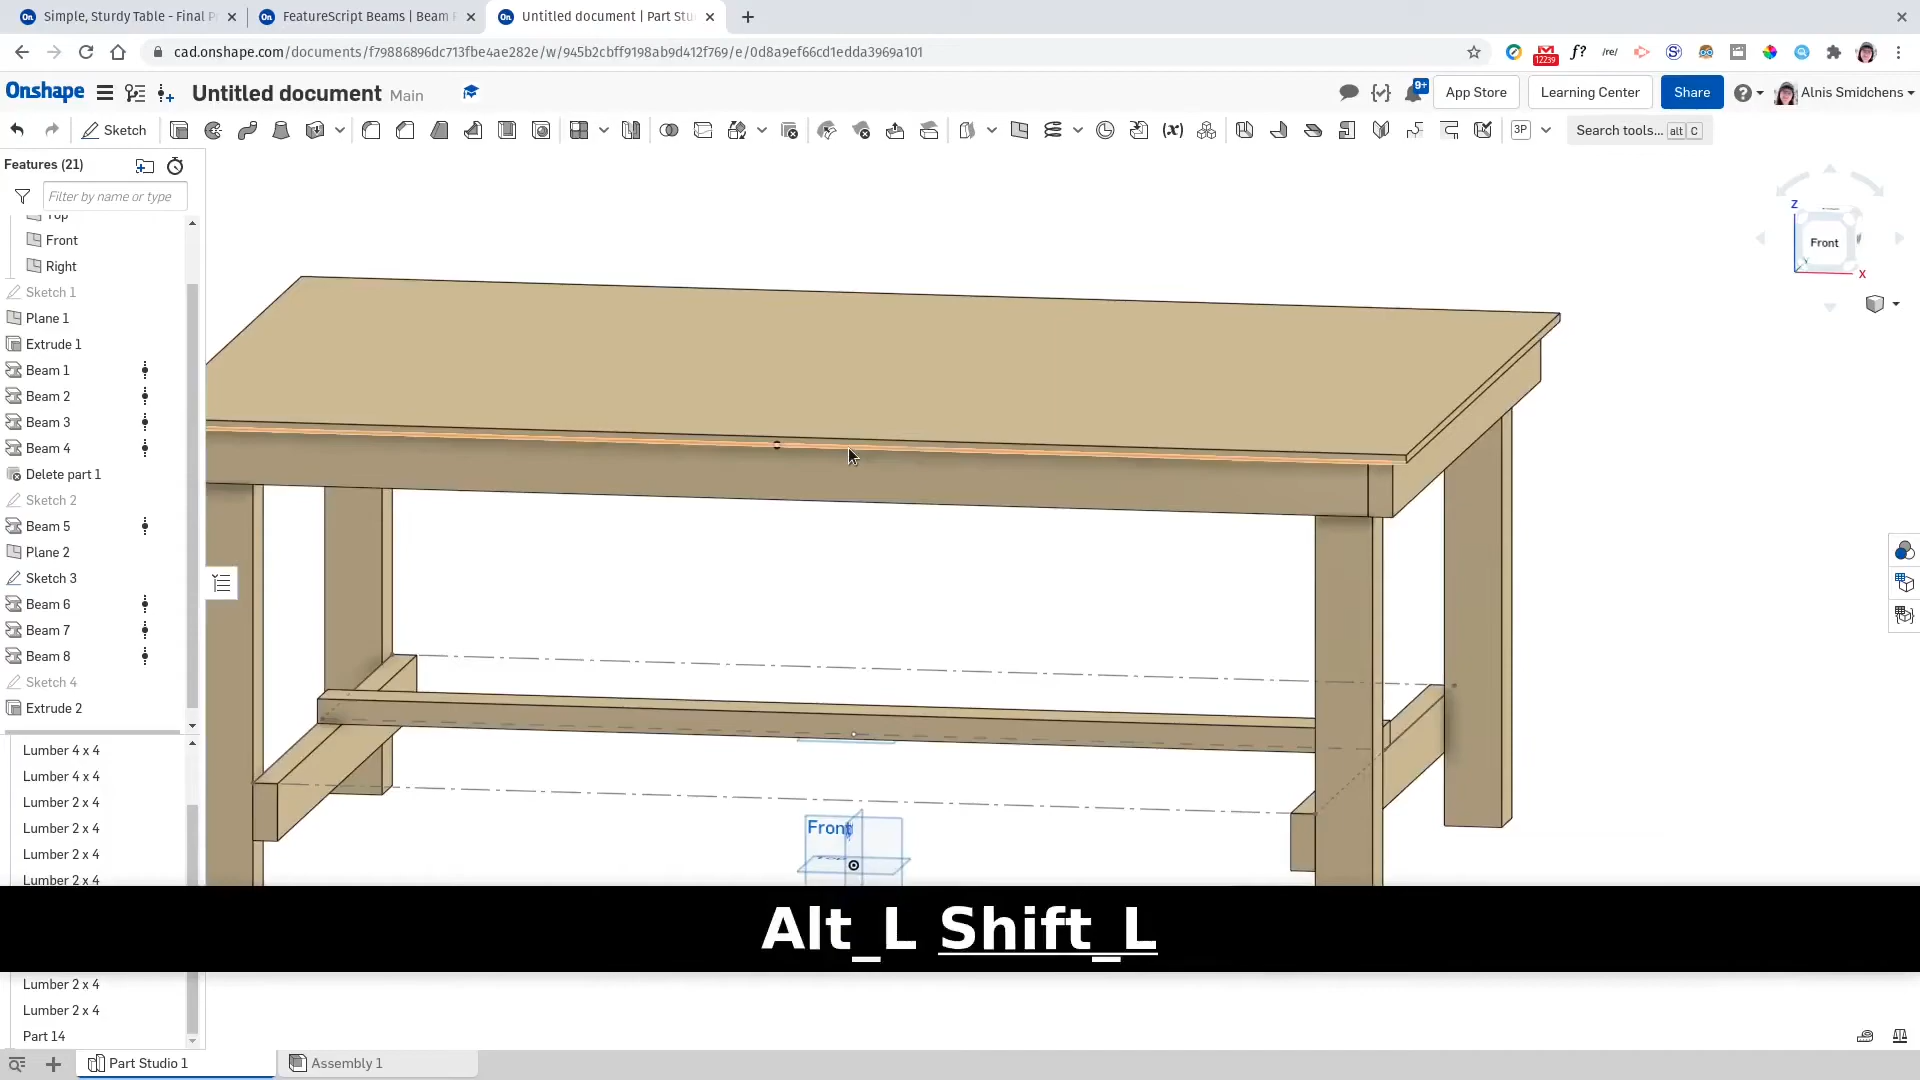 Simple, Sturdy Table - Final P
FeatureScript Beams | Beam F
Untitled document | Part Stu
cad.onshape.com/documents/f79886896dc713fbe4ae282e/w/945b2cbff9198ab9d412f769/e/0d8a9ef66cd1edda3969a101
f?
/re/
12239
Onshape
Untitled document Main
9+
App Store
Learning Center
Share
Alnis Smidchens
Sketch
(x)
3P
Search tools... alt C
Features (21)
Filter by name or type
Top
Front
Right
Sketch 1
Plane 1
Extrude 1
Beam 1
Beam 2
Beam 3
Beam 4
Delete part 1
Sketch 2
Beam 5
Plane 2
Sketch 3
Beam 6
Beam 7
Beam 8
Sketch 4
Extrude 2
Lumber 4 x 4
Lumber 4 x 4
Lumber 2 x 4
Lumber 2 x 4
Lumber 2 x 4
Lumber 2 x 4
Lumber 2 x 4
Lumber 2 x 4
Part 14
Z
Front
X
Front
Alt_L Shift_L
Part Studio 1
Assembly 1